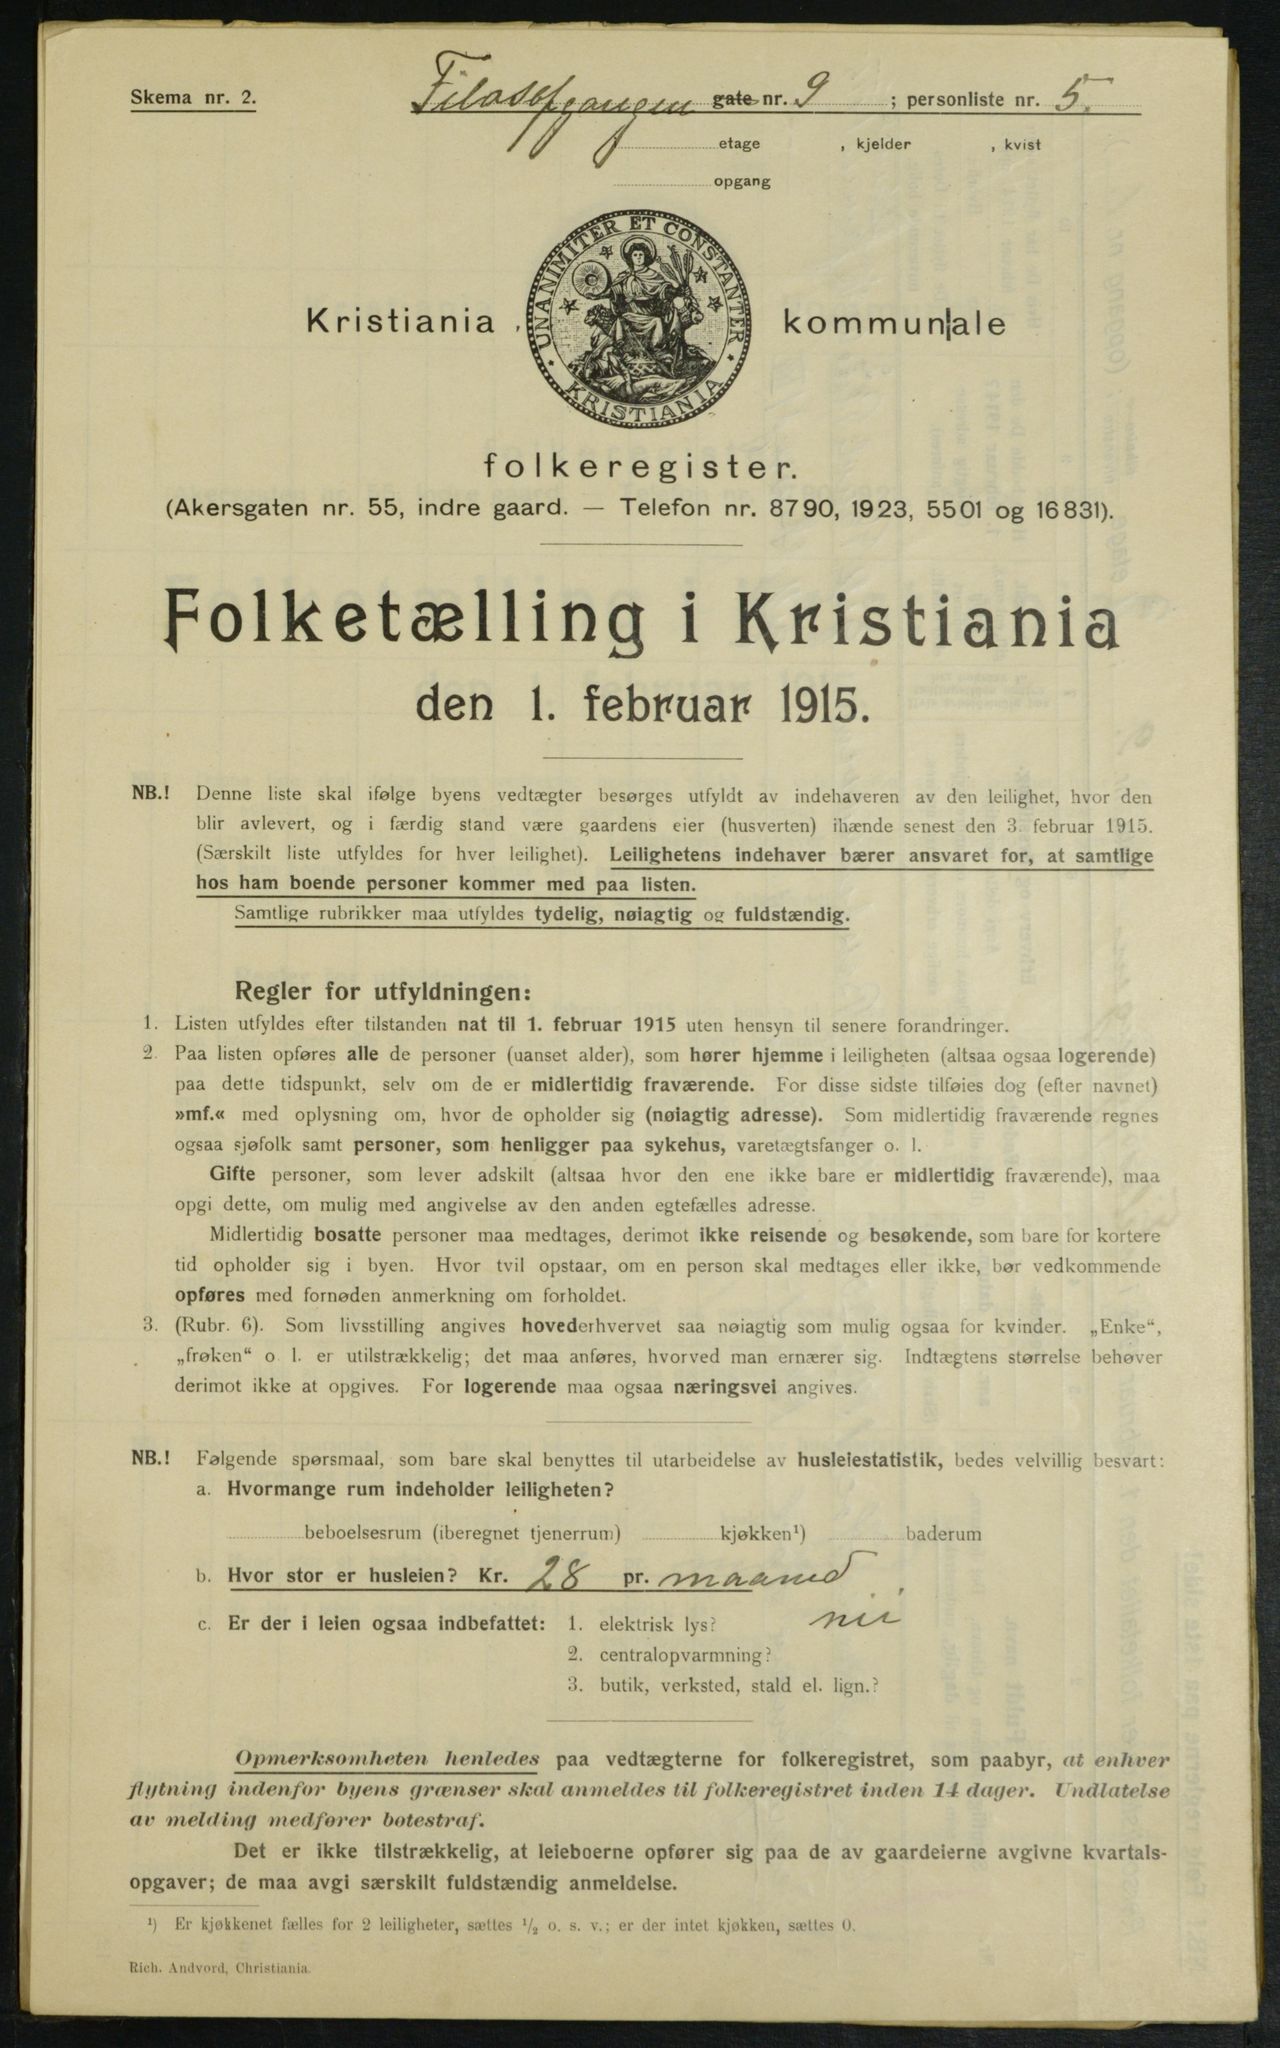 Skema nr. 2.
Filosofgangen gate nr. 9 ; personliste nr. 5.
etage , kjelder , kvist
opgang
UNANIMITER ET CONSTANTER
KRISTIANIA
Kristiania kommunale
folkeregister.
(Akersgaten nr. 55, indre gaard. — Telefon nr. 8790, 1923, 5501 og 16831).
Folketælling i Kristiania
den 1. februar 1915.
NB.! Denne liste skal ifølge byens vedtægter besørges utfyldt av indehaveren av den leilighet, hvor den
blir avlevert, og i færdig stand være gaardens eier (husverten) ihænde senest den 3. februar 1915.
(Særskilt liste utfyldes for hver leilighet). Leilighetens indehaver bærer ansvaret for, at samtlige
hos ham boende personer kommer med paa listen.
Samtlige rubrikker maa utfyldes tydelig, nøiagtig og fuldstændig.
Regler for utfyldningen:
1. Listen utfyldes efter tilstanden nat til 1. februar 1915 uten hensyn til senere forandringer.
2. Paa listen opføres alle de personer (uanset alder), som hører hjemme i leiligheten (altsaa ogsaa logerende)
paa dette tidspunkt, selv om de er midlertidig fraværende. For disse sidste tilføies dog (efter navnet)
»mf.« med oplysning om, hvor de opholder sig (nøiagtig adresse). Som midlertidig fraværende regnes
ogsaa sjøfolk samt personer, som henligger paa sykehus, varetægtsfanger o. l.
Gifte personer, som lever adskilt (altsaa hvor den ene ikke bare er midlertidig fraværende), maa
opgi dette, om mulig med angivelse av den anden egtefælles adresse.
Midlertidig bosatte personer maa medtages, derimot ikke reisende og besøkende, som bare for kortere
tid opholder sig i byen. Hvor tvil opstaar, om en person skal medtages eller ikke, bør vedkommende
opføres med fornøden anmerkning om forholdet.
3. (Rubr. 6). Som livsstilling angives hovederhvervet saa nøiagtig som mulig ogsaa for kvinder. „Enke“,
„frøken“ o l. er utilstrækkelig; det maa anføres, hvorved man ernærer sig. Indtægtens størrelse behøver
derimot ikke at opgives. For logerende maa ogsaa næringsvei angives.
NB.! Følgende spørsmaal, som bare skal benyttes til utarbeidelse av husleiestatistik, bedes velvillig besvart:
a. Hvormange rum indeholder leiligheten?
beboelsesrum (iberegnet tjenerrum) kjøkken¹) baderum
b. Hvor stor er husleien? Kr. 28 pr. maaned
c. Er der i leien ogsaa indbefattet: 1. elektrisk lys? nii
2. centralopvarmning?
3. butik, verksted, stald el. lign.?
Opmerksomheten henledes paa vedtægterne for folkeregistret, som paabyr, at enhver
flytning indenfor byens grænser skal anmeldes til folkeregistret inden 14 dager. Undlatelse
av melding medfører botestraf.
Det er ikke tilstrækkelig, at leieboerne opfører sig paa de av gaardeierne avgivne kvartals-
opgaver; de maa avgi særskilt fuldstændig anmeldelse.
¹) Er kjøkkenet fælles for 2 leiligheter, sættes ½ o. s. v.; er der intet kjøkken, sættes 0.
Rich. Andvord, Christiania.